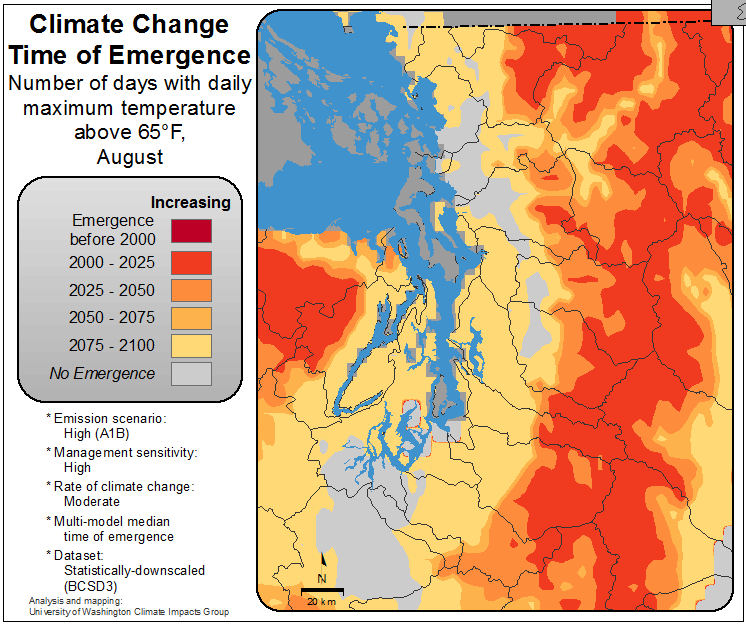 Climate Change
Time of Emergence
Number of days with daily
maximum temperature
above 65°F,
August
Increasing
Emergence
before 2000
2000 - 2025
2025 - 2050
2050 - 2075
2075 - 2100
No Emergence
* Emission scenario:
High (A1B)
* Management sensitivity:
High
* Rate of climate change:
Moderate
* Multi-model median
time of emergence
* Dataset:
Statistically-downscaled
(BCSD3)
Analysis and mapping:
University of Washington Climate Impacts Group
N
20 km